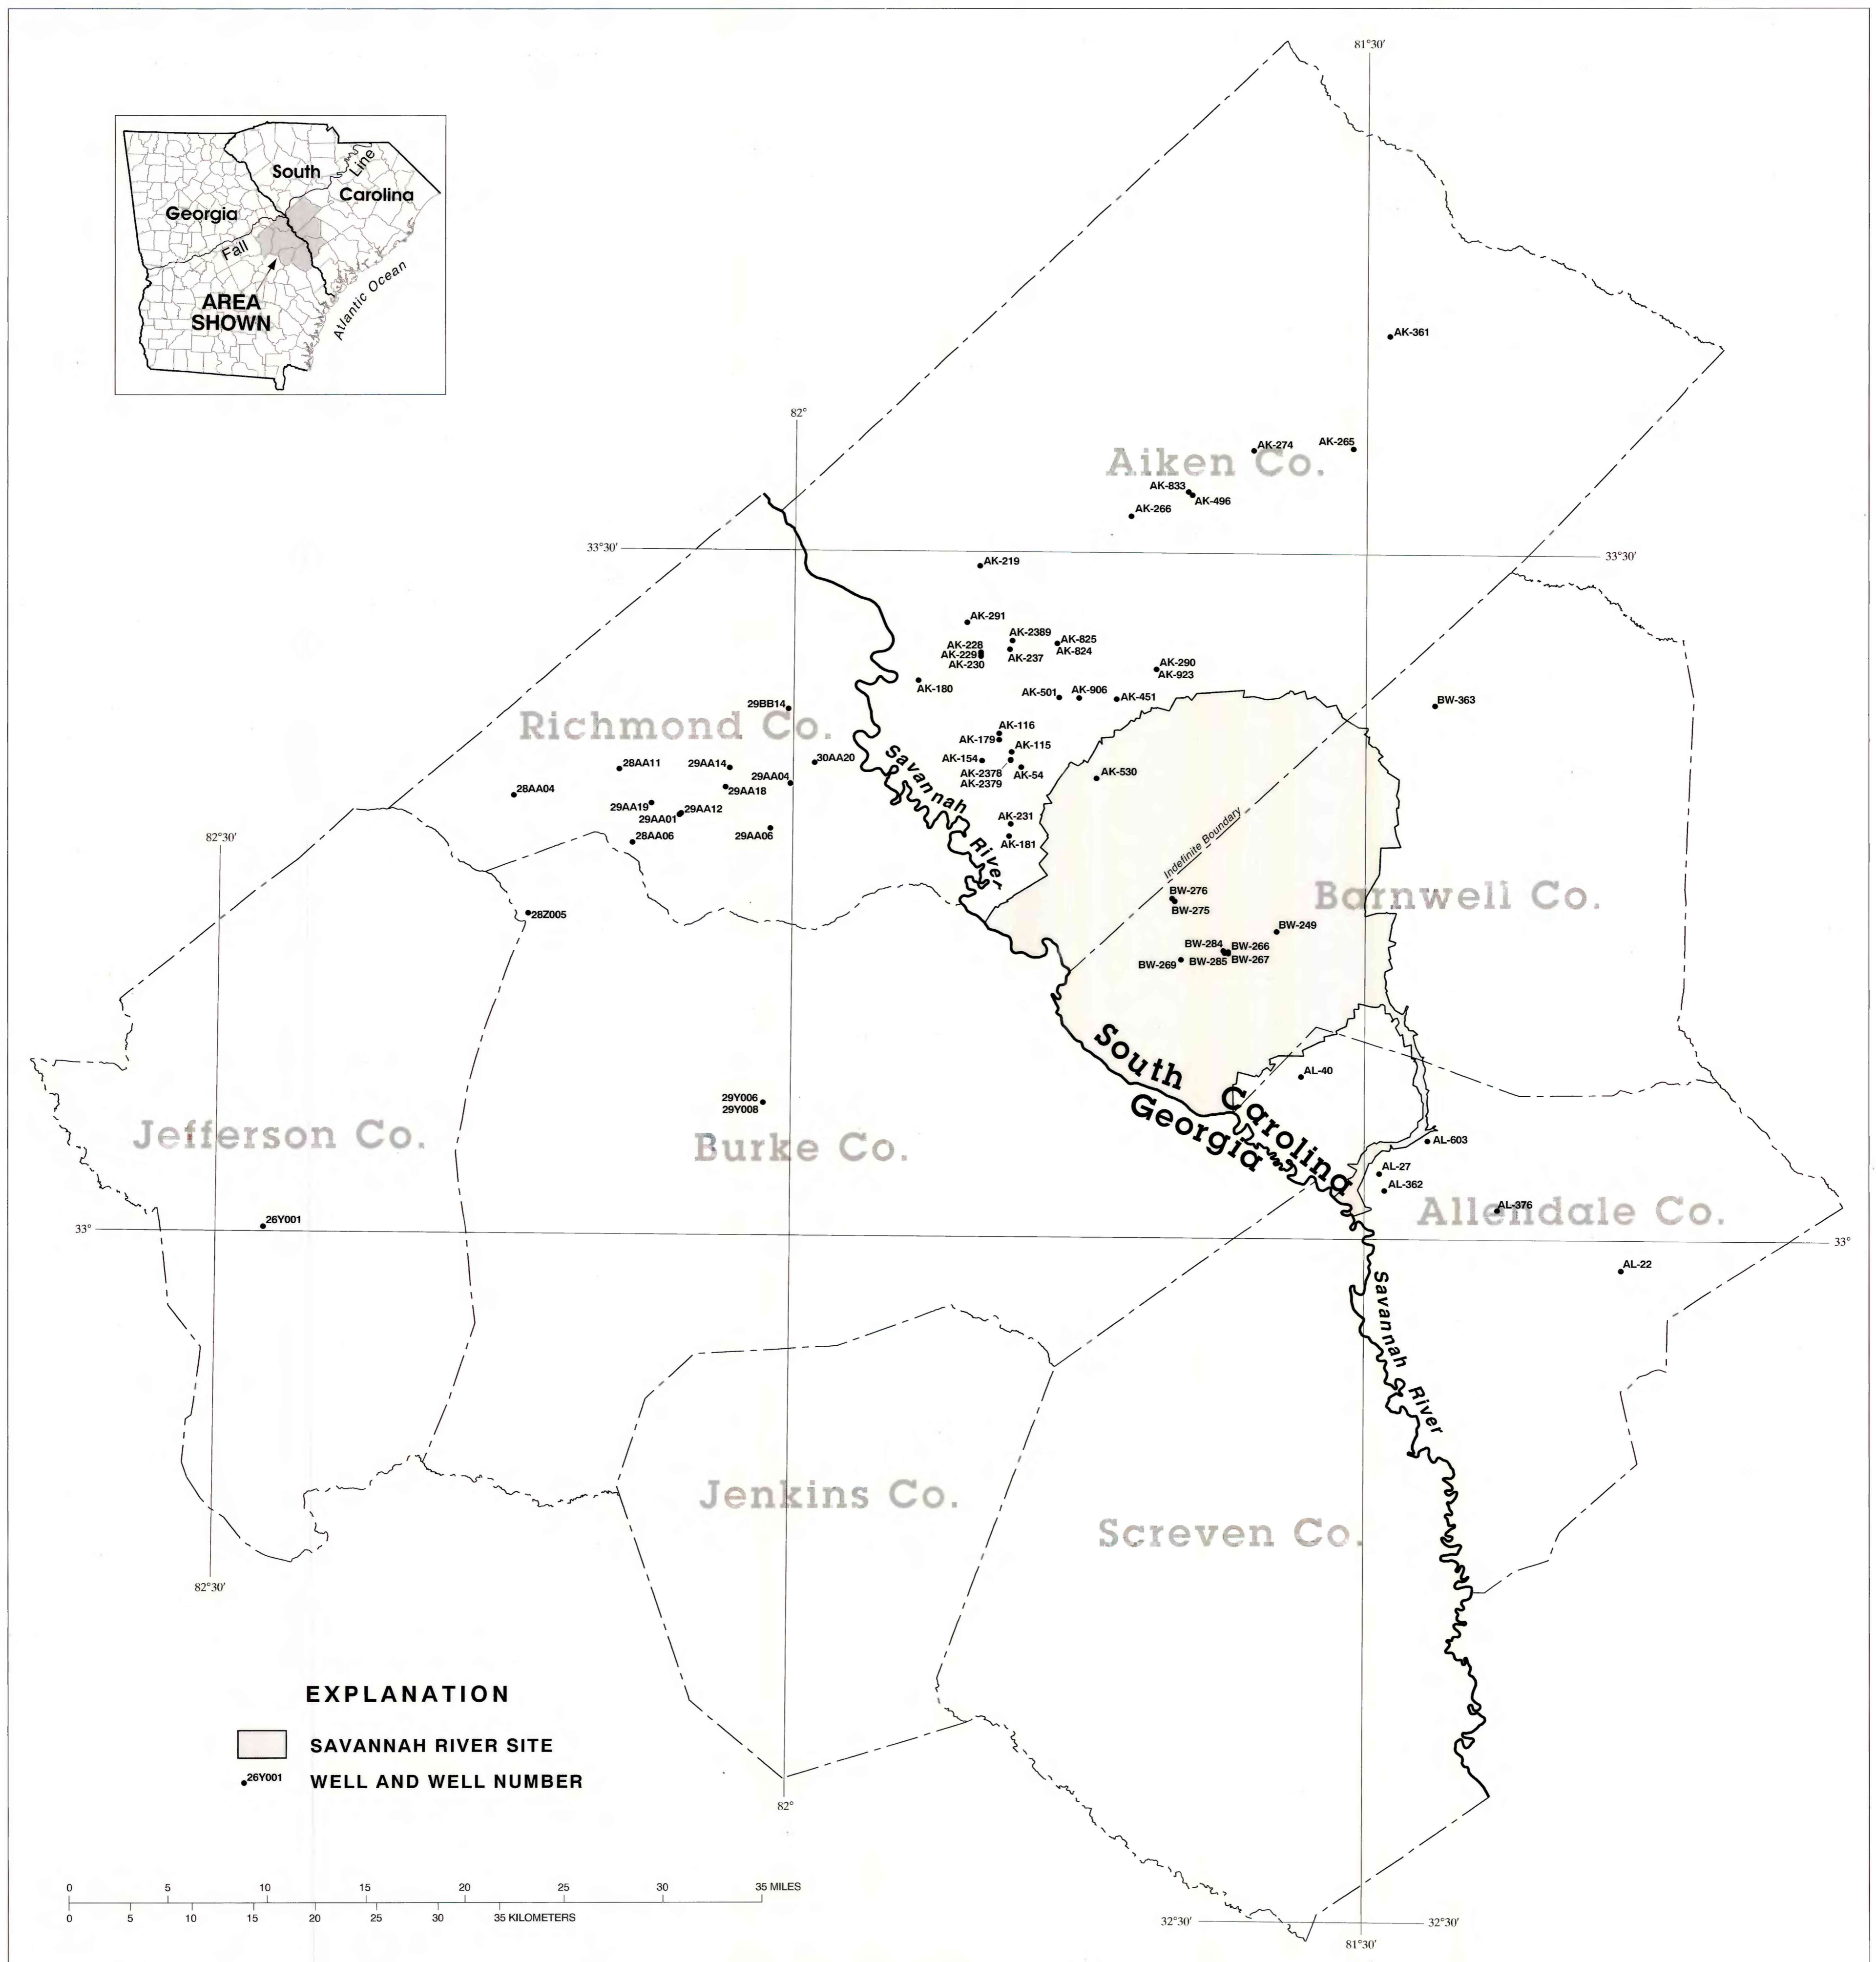 81°30′
South
Line
Carolina
Georgia
Fall
AREA
SHOWN
Atlantic Ocean
AK-361
82°
AK-274
AK-265
Aiken Co.
AK-833
AK-496
AK-266
33°30′
33°30′
AK-219
AK-291
AK-2389
AK-825
AK-228
AK-229
AK-824
AK-237
AK-230
AK-290
AK-923
AK-180
AK-501
AK-906
AK-451
29BB14
BW-363
Richmond Co.
AK-116
AK-179
AK-115
Savannah River
30AA20
AK-154
28AA11
29AA14
AK-2378
AK-54
AK-530
29AA04
AK-2379
28AA04
29AA18
29AA19
29AA12
AK-231
29AA01
82°30′
28AA06
29AA06
AK-181
Indefinite Boundary
BW-276
Barnwell Co.
BW-275
28Z005
BW-249
BW-284
BW-266
BW-269
BW-285
BW-267
South Carolina
AL-40
29Y006
29Y008
Georgia
Jefferson Co.
Burke Co.
AL-603
AL-27
AL-362
AL-376
Allendale Co.
26Y001
33°
33°
AL-22
Savannah River
Jenkins Co.
Screven Co.
82°30′
EXPLANATION
SAVANNAH RIVER SITE
26Y001 WELL AND WELL NUMBER
82°
0 5 10 15 20 25 30 35 MILES
0 5 10 15 20 25 30 35 KILOMETERS
32°30′
32°30′
81°30′